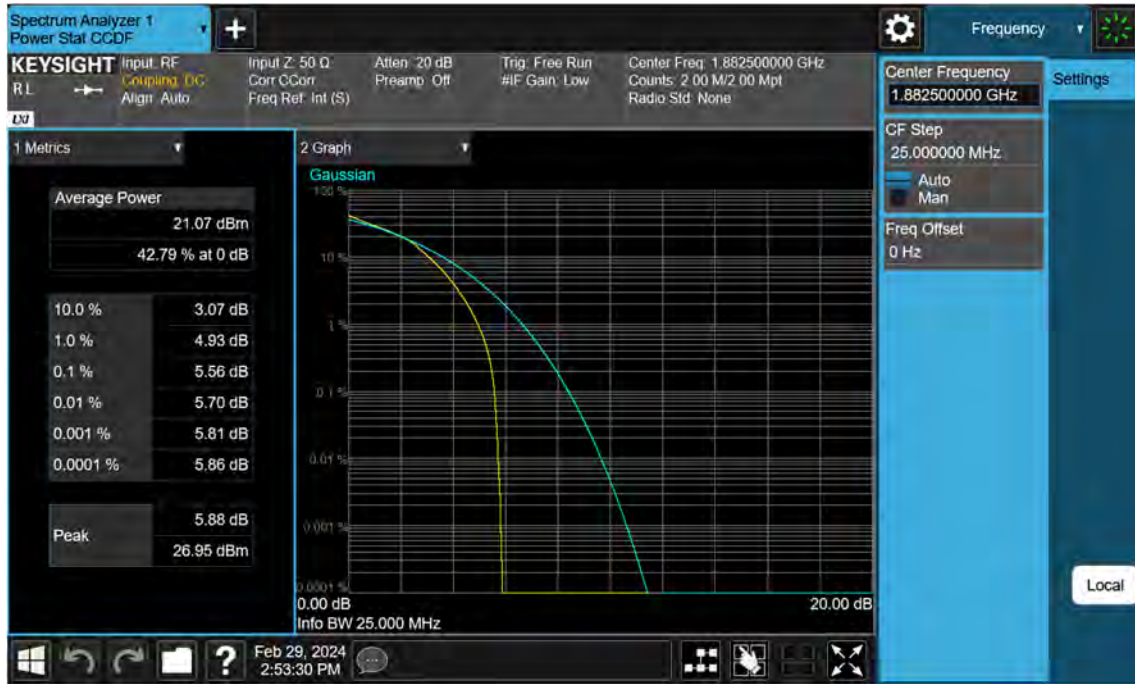 Spectrum Analyzer 1
Power Stat CCDF
+
Frequency
KEYSIGHT
RL
LXI
Input: RF
Coupling: DC
Align: Auto
Input Z: 50 Ω
Corr CCorr
Freq Ref: Int (S)
Atten: 20 dB
Preamp: Off
Trig: Free Run
#IF Gain: Low
Center Freq: 1.882500000 GHz
Counts: 2.00 M/2.00 Mpt
Radio Std: None
Center Frequency
1.882500000 GHz
Settings
CF Step
25.000000 MHz
Auto
Man
Freq Offset
0 Hz
Local
1 Metrics
Average Power
21.07 dBm
42.79 % at 0 dB
10.0 % 3.07 dB
1.0 % 4.93 dB
0.1 % 5.56 dB
0.01 % 5.70 dB
0.001 % 5.81 dB
0.0001 % 5.86 dB
Peak
5.88 dB
26.95 dBm
2 Graph
Gaussian
100 %
10 %
1 %
0.1 %
0.01 %
0.001 %
0.0001 %
0.00 dB 20.00 dB
Info BW 25.000 MHz
?
Feb 29, 2024
2:53:30 PM